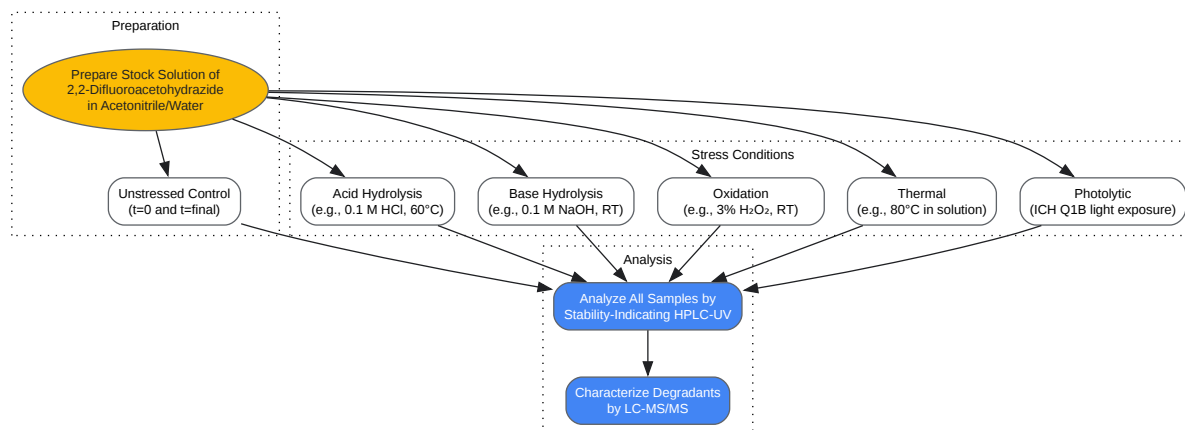 Preparation
Prepare Stock Solution of
2,2-Difluoroacetohydrazide
in Acetonitrile/Water
Stress Conditions
Unstressed Control
(t=0 and t=final)
Acid Hydrolysis
(e.g., 0.1 M HCl, 60°C)
Base Hydrolysis
(e.g., 0.1 M NaOH, RT)
Oxidation
(e.g., 3% H₂O₂, RT)
Thermal
(e.g., 80°C in solution)
Photolytic
(ICH Q1B light exposure)
Analysis
Analyze All Samples by
Stability-Indicating HPLC-UV
Characterize Degradants
by LC-MS/MS